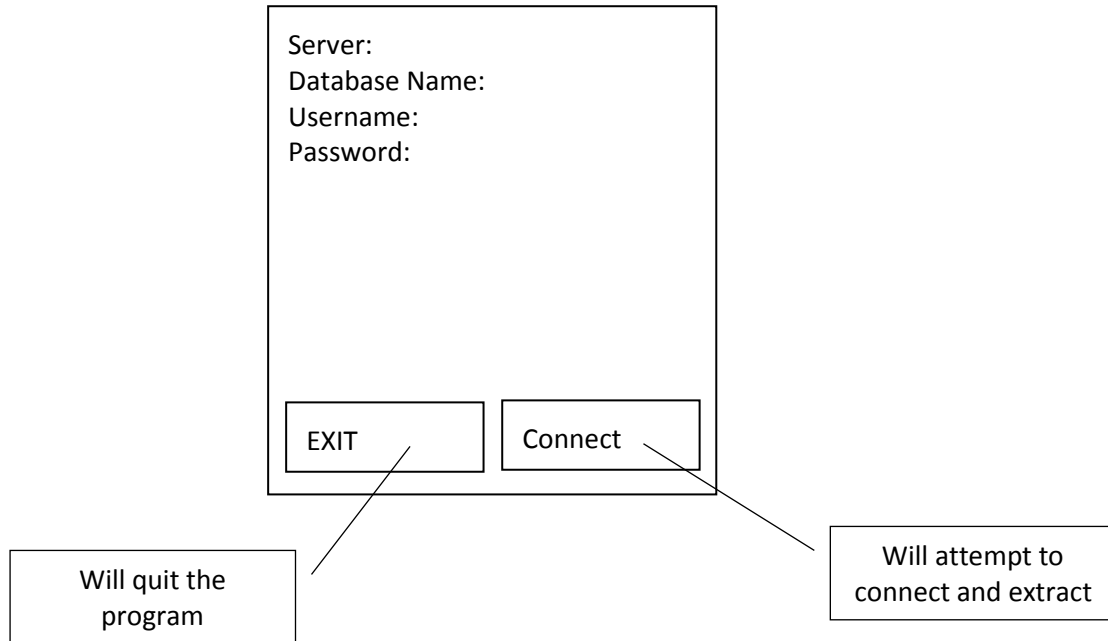 Server:
Database Name:
Username:
Password:
EXIT
Connect
Will quit the
program
Will attempt to
connect and extract